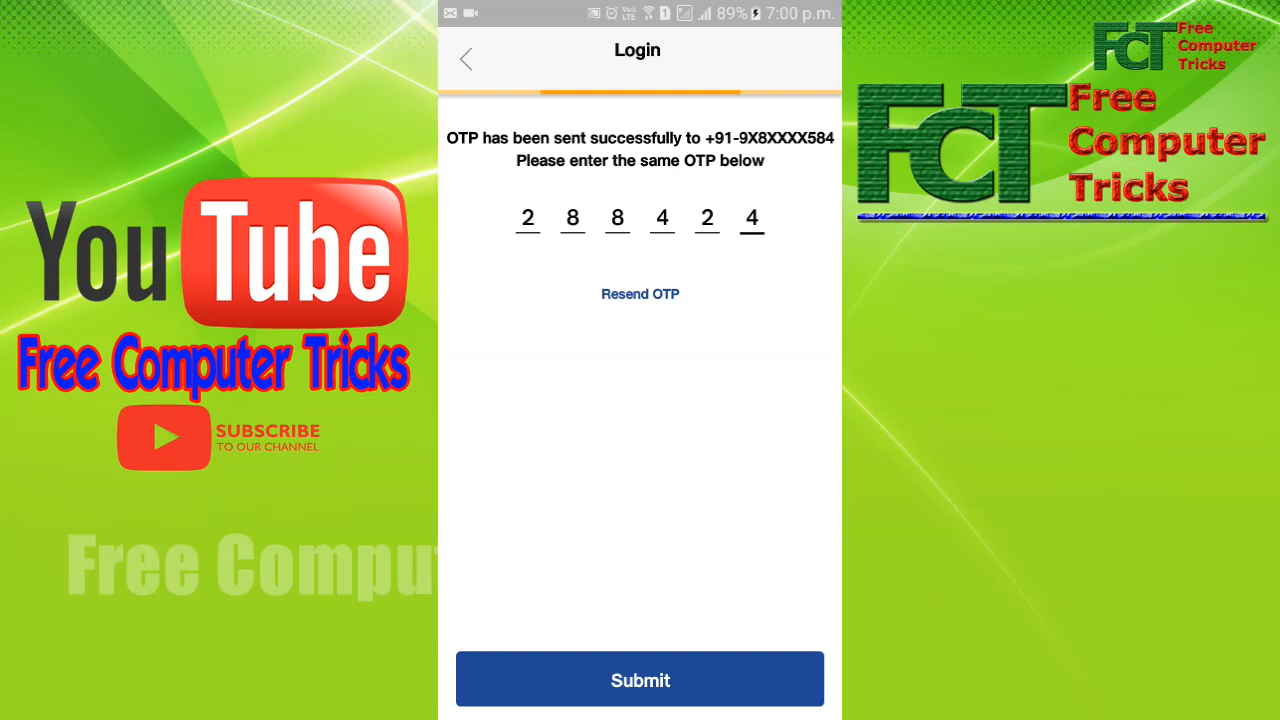 89% 7:00 p.m.
Login
OTP has been sent successfully to +91-9X8XXXX584
Please enter the same OTP below
2 8 8 4 2 4
Resend OTP
Submit
YouTube
Free Computer Tricks
SUBSCRIBE
TO OUR CHANNEL
Free Compu
FCT Free
Computer
Tricks
FCT Free
Computer
Tricks